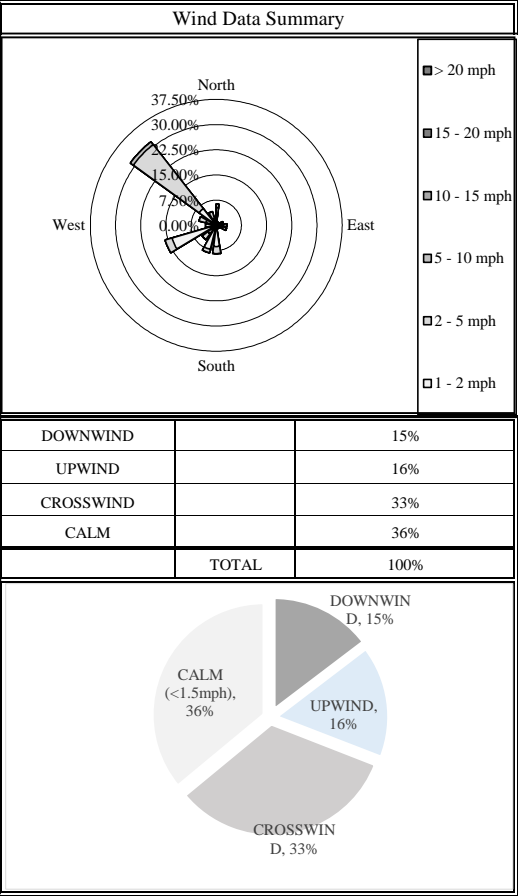 Wind Data Summary
North
37.50%
30.00%
22.50%
15.00%
7.50%
0.00%
West
East
South
> 20 mph
15 - 20 mph
10 - 15 mph
5 - 10 mph
2 - 5 mph
1 - 2 mph
DOWNWIND 15%
UPWIND 16%
CROSSWIND 33%
CALM 36%
TOTAL 100%
DOWNWIN
D, 15%
CALM
(<1.5mph),
36%
UPWIND,
16%
CROSSWIN
D, 33%